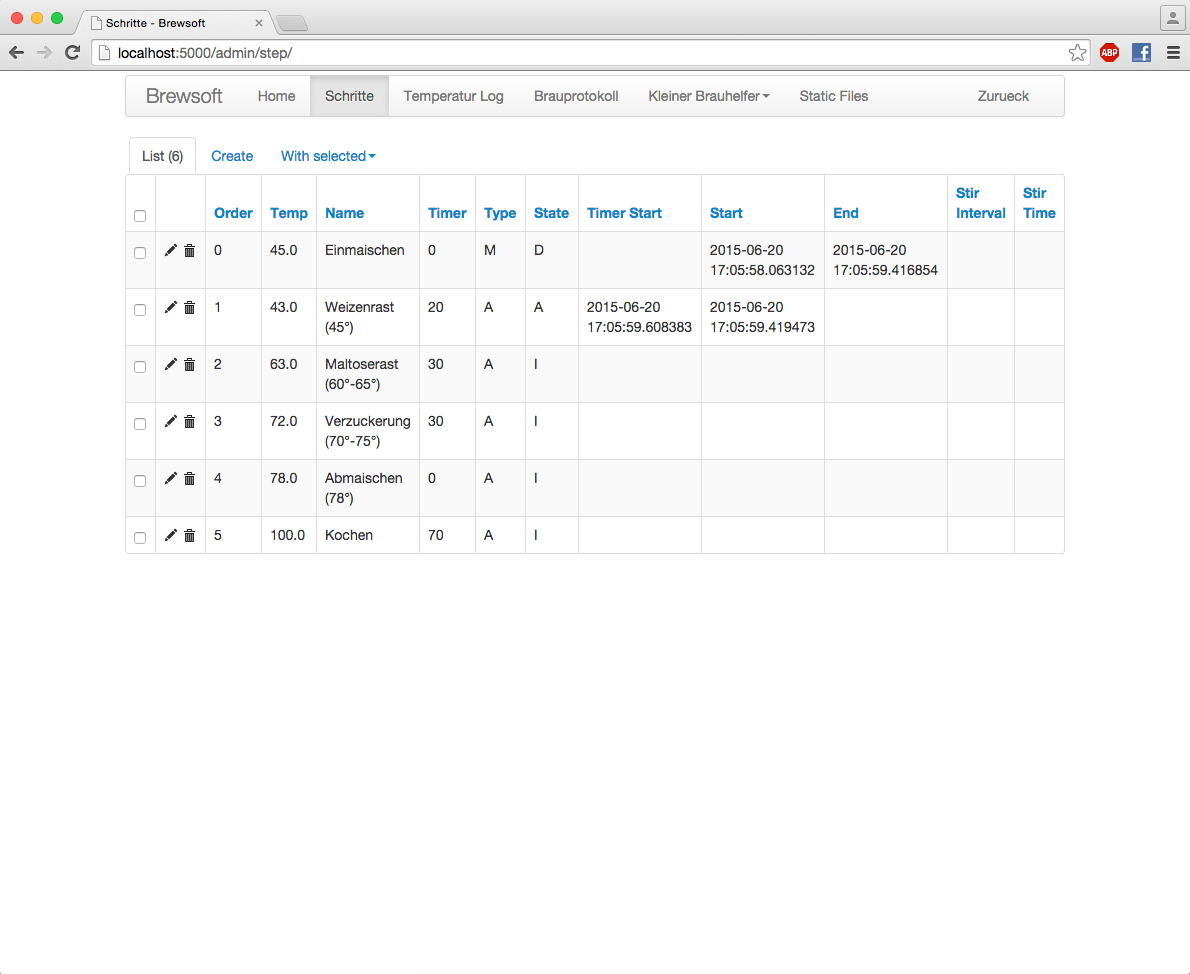 Schritte - Brewsoft
localhost:5000/admin/step/
ABP
f
Brewsoft Home Schritte Temperatur Log Brauprotokoll Kleiner Brauhelfer Static Files Zurueck
List (6) Create With selected
Order Temp Name Timer Type State Timer Start Start End Stir Interval Stir Time
0 45.0 Einmaischen 0 M D 2015-06-20 17:05:58.063132 2015-06-20 17:05:59.416854
1 43.0 Weizenrast (45°) 20 A A 2015-06-20 17:05:59.608383 2015-06-20 17:05:59.419473
2 63.0 Maltoserast (60°-65°) 30 A I
3 72.0 Verzuckerung (70°-75°) 30 A I
4 78.0 Abmaischen (78°) 0 A I
5 100.0 Kochen 70 A I